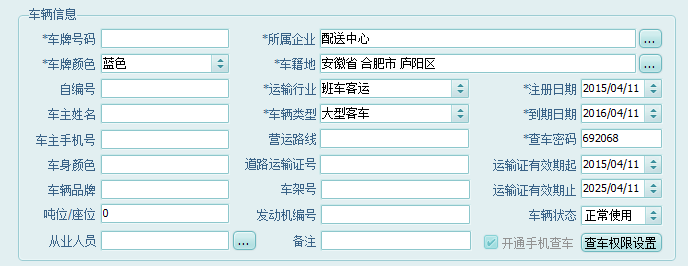 车辆信息
*车牌号码 *所属企业 配送中心 ...
*车牌颜色 蓝色 *车籍地 安徽省 合肥市 庐阳区 ...
自编号 *运输行业 班车客运 *注册日期 2015/04/11
车主姓名 *车辆类型 大型客车 *到期日期 2016/04/11
车主手机号 营运路线 *查车密码 692068
车身颜色 道路运输证号 运输证有效期起 2015/04/11
车辆品牌 车架号 运输证有效期止 2025/04/11
吨位/座位 0 发动机编号 车辆状态 正常使用
从业人员 ... 备注 开通手机查车 查车权限设置